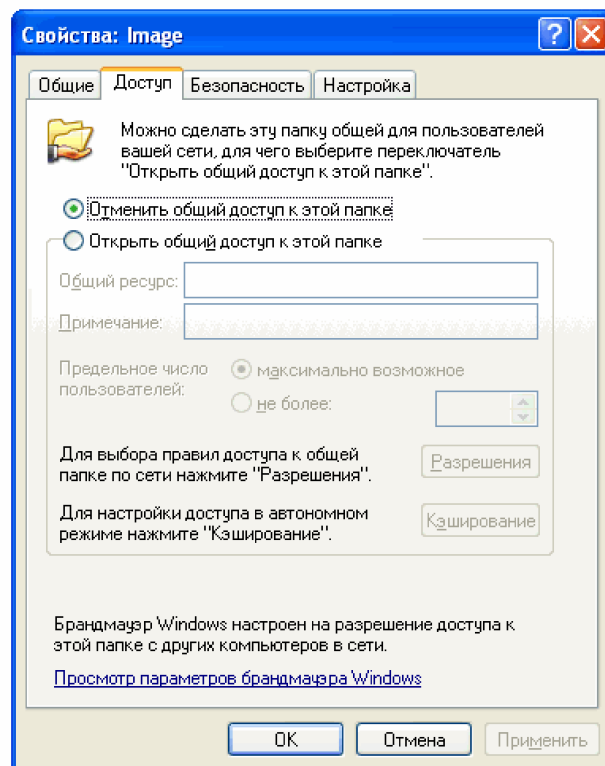 Свойства: Image
Общие Доступ Безопасность Настройка
Можно сделать эту папку общей для пользователей
вашей сети, для чего выберите переключатель
"Открыть общий доступ к этой папке".
Отменить общий доступ к этой папке
Открыть общий доступ к этой папке
Общий ресурс:
Примечание:
Предельное число
пользователей:
максимально возможное
не более:
Для выбора правил доступа к общей
папке по сети нажмите "Разрешения".
Разрешения
Для настройки доступа в автономном
режиме нажмите "Кэширование".
Кэширование
Брандмауэр Windows настроен на разрешение доступа к
этой папке с других компьютеров в сети.
Просмотр параметров брандмауэра Windows
OK Отмена Применить